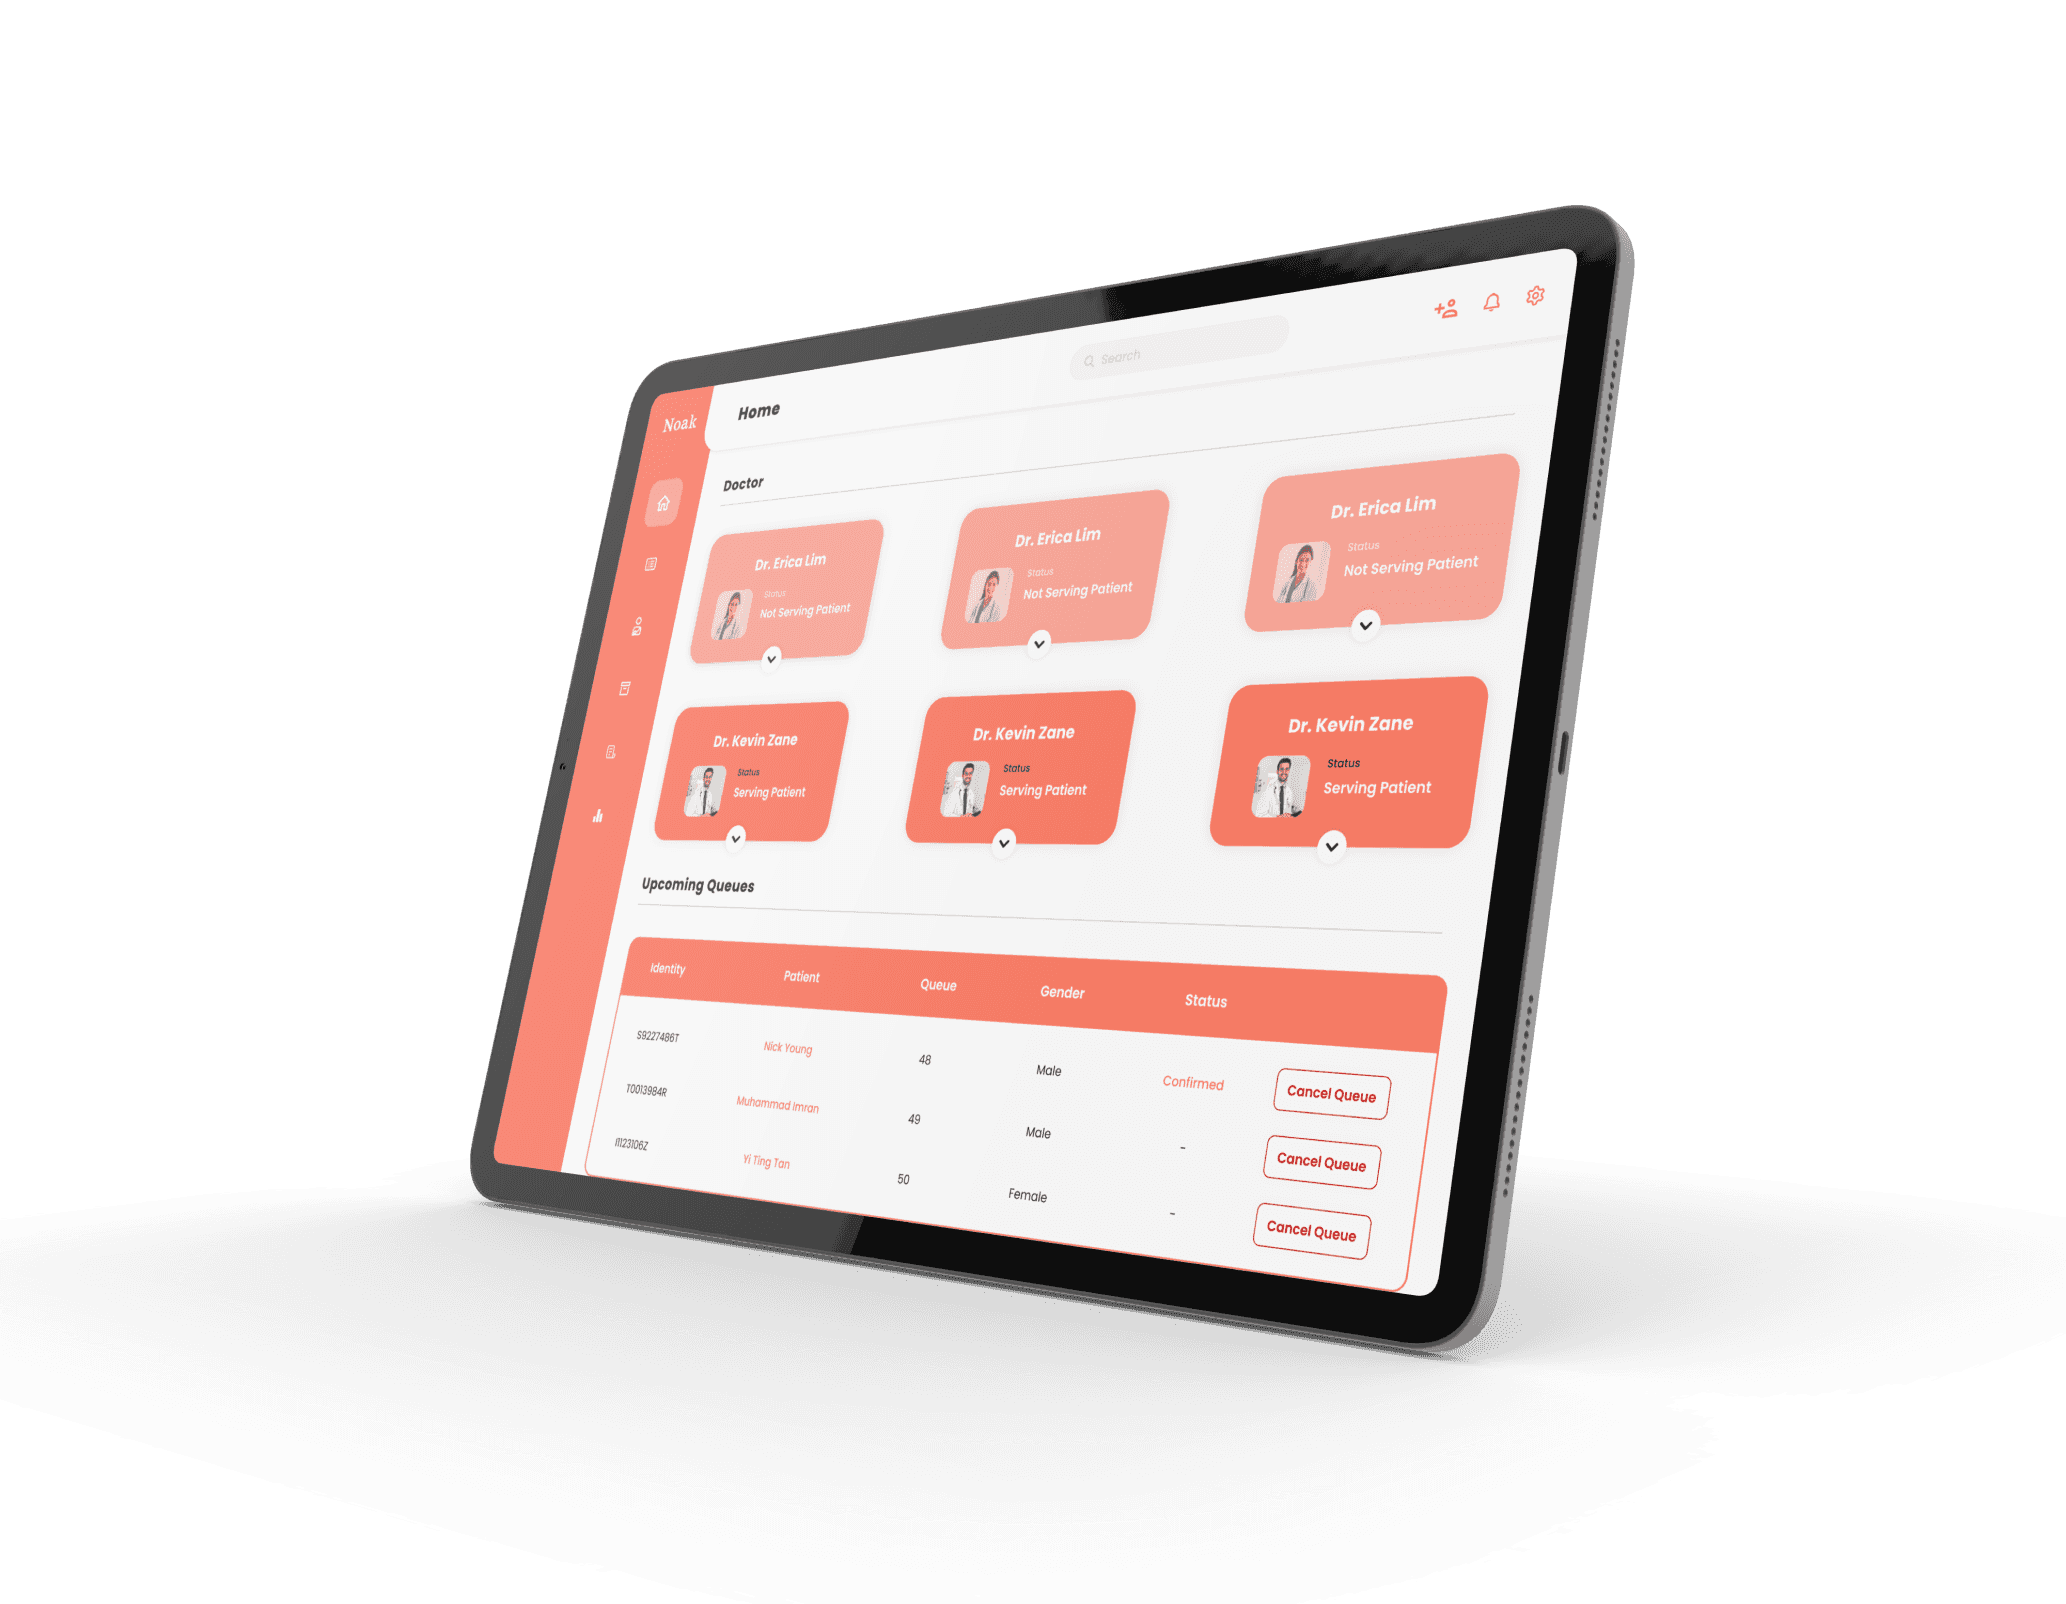 Noak
Home
Search
Doctor
Dr. Erica Lim
Status
Not Serving Patient
Dr. Erica Lim
Status
Not Serving Patient
Dr. Erica Lim
Status
Not Serving Patient
Dr. Kevin Zane
Status
Serving Patient
Dr. Kevin Zane
Status
Serving Patient
Dr. Kevin Zane
Status
Serving Patient
Upcoming Queues
Identity Patient Queue Gender Status
S9227486T Nick Young 48 Male Confirmed Cancel Queue
T0013984R Muhammad Imran 49 Male - Cancel Queue
I1123106Z Yi Ting Tan 50 Female - Cancel Queue